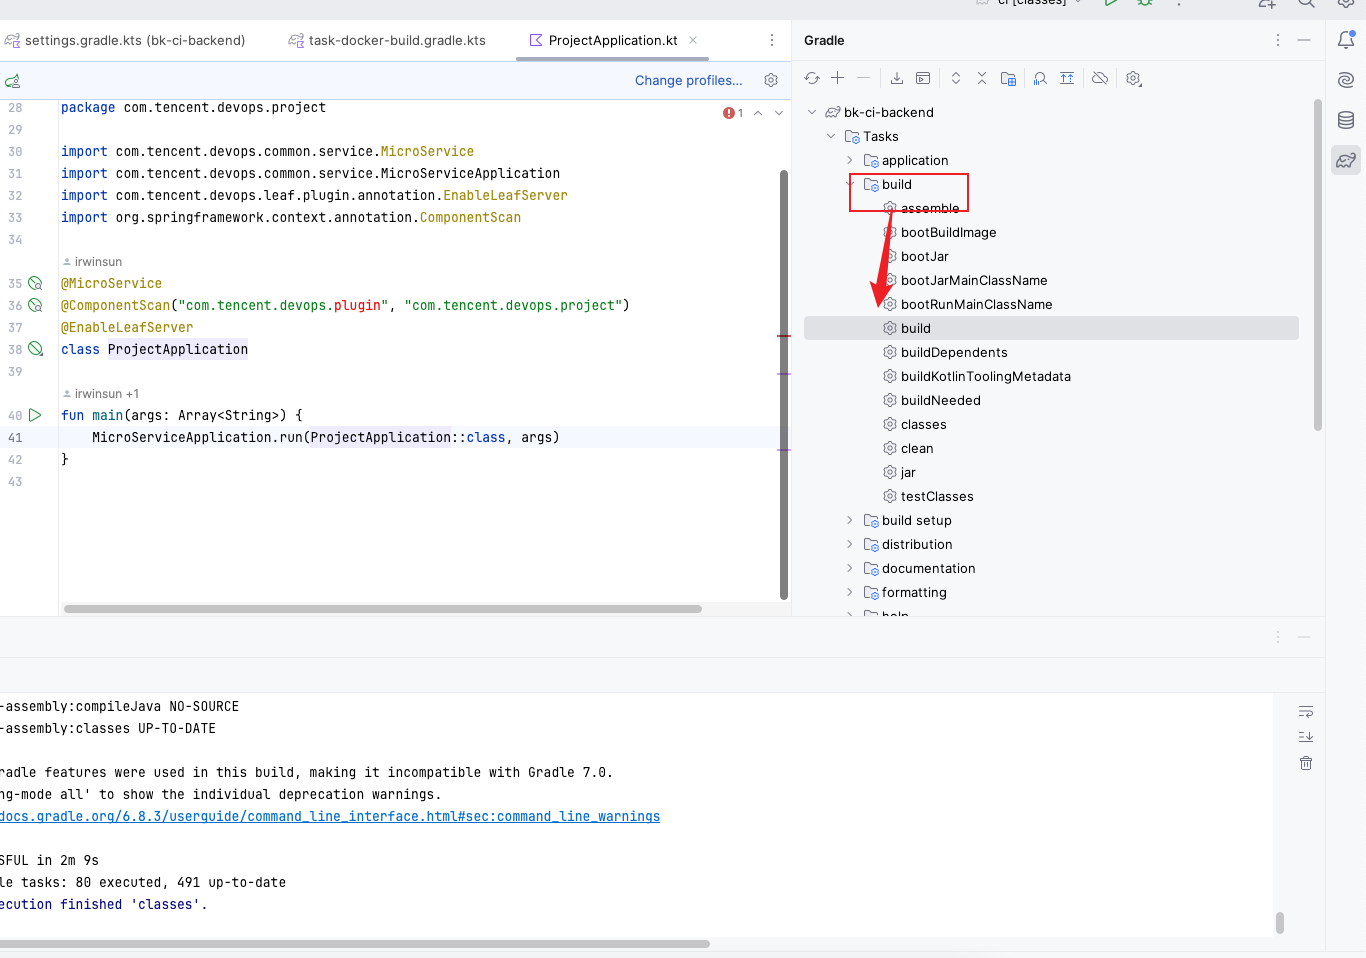 ci [classes]
settings.gradle.kts (bk-ci-backend)
task-docker-build.gradle.kts
ProjectApplication.kt
Gradle
Change profiles...
28 package com.tencent.devops.project
1
29
30 import com.tencent.devops.common.service.MicroService
31 import com.tencent.devops.common.service.MicroServiceApplication
32 import com.tencent.devops.leaf.plugin.annotation.EnableLeafServer
33 import org.springframework.context.annotation.ComponentScan
34
irwinsun
35 @MicroService
36 @ComponentScan("com.tencent.devops.plugin", "com.tencent.devops.project")
37 @EnableLeafServer
38 class ProjectApplication
39
irwinsun +1
40 fun main(args: Array<String>) {
41     MicroServiceApplication.run(ProjectApplication::class, args)
42 }
43
bk-ci-backend
Tasks
application
build
assemble
bootBuildImage
bootJar
bootJarMainClassName
bootRunMainClassName
build
buildDependents
buildKotlinToolingMetadata
buildNeeded
classes
clean
jar
testClasses
build setup
distribution
documentation
formatting
help
-assembly:compileJava NO-SOURCE
-assembly:classes UP-TO-DATE
radle features were used in this build, making it incompatible with Gradle 7.0.
ng-mode all' to show the individual deprecation warnings.
docs.gradle.org/6.8.3/userguide/command_line_interface.html#sec:command_line_warnings
SFUL in 2m 9s
le tasks: 80 executed, 491 up-to-date
ecution finished 'classes'.